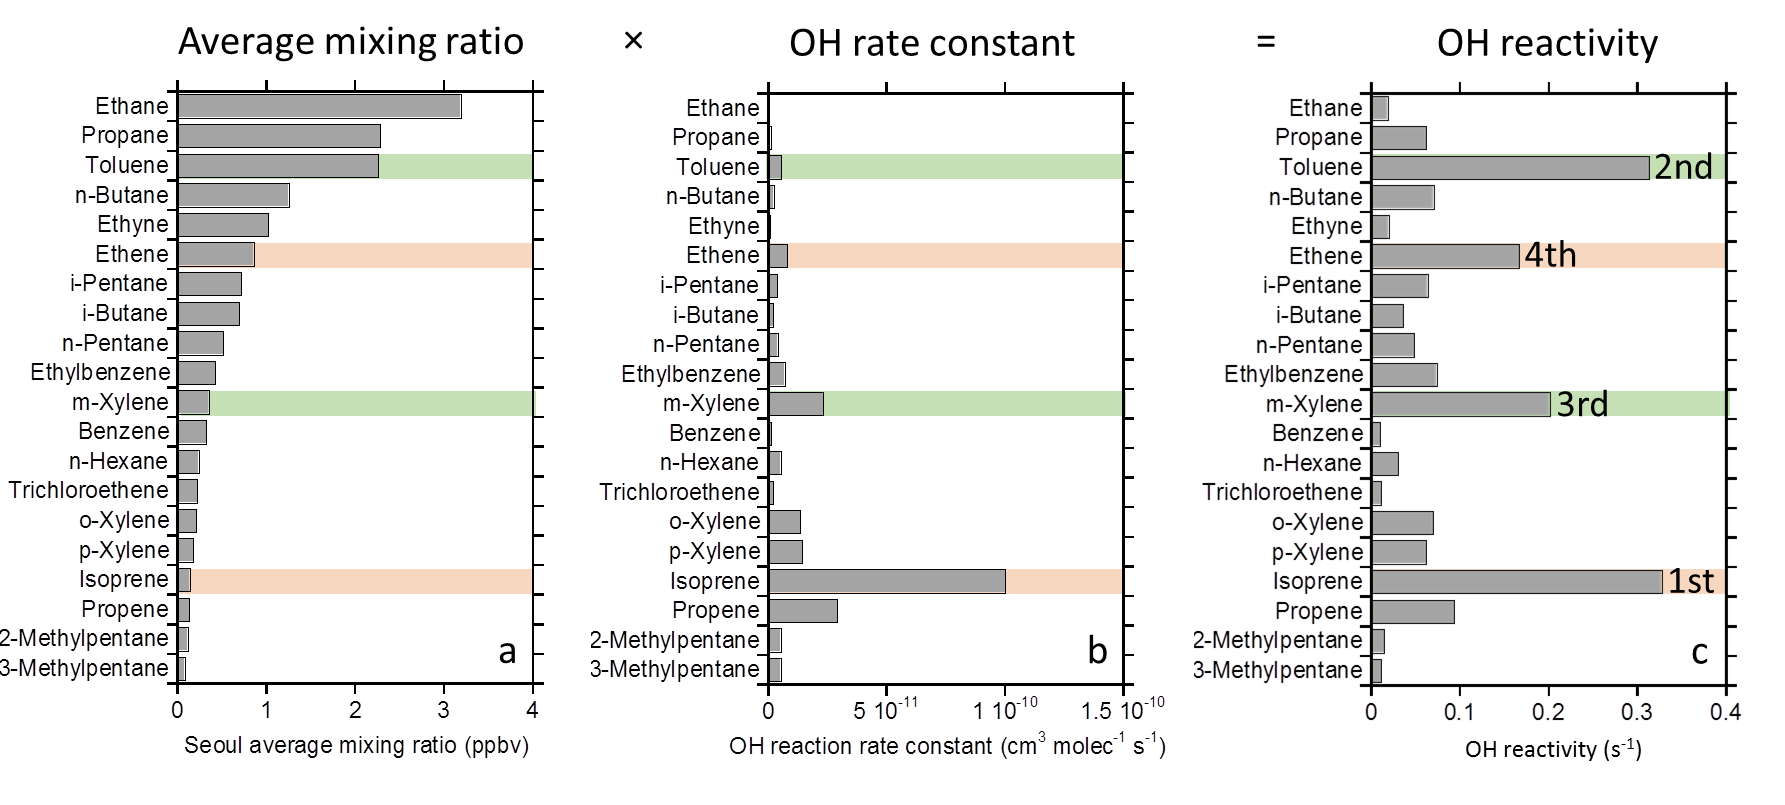 Average mixing ratio × OH rate constant = OH reactivity
Ethane
Propane
Toluene
n-Butane
Ethyne
Ethene
i-Pentane
i-Butane
n-Pentane
Ethylbenzene
m-Xylene
Benzene
n-Hexane
Trichloroethene
o-Xylene
p-Xylene
Isoprene
Propene
2-Methylpentane
3-Methylpentane
a
0 1 2 3 4
Seoul average mixing ratio (ppbv)
Ethane
Propane
Toluene
n-Butane
Ethyne
Ethene
i-Pentane
i-Butane
n-Pentane
Ethylbenzene
m-Xylene
Benzene
n-Hexane
Trichloroethene
o-Xylene
p-Xylene
Isoprene
Propene
2-Methylpentane
3-Methylpentane
b
0 5 10⁻¹¹ 1 10⁻¹⁰ 1.5 10⁻¹⁰
OH reaction rate constant (cm³ molec⁻¹ s⁻¹)
Ethane
Propane
Toluene 2nd
n-Butane
Ethyne
Ethene 4th
i-Pentane
i-Butane
n-Pentane
Ethylbenzene
m-Xylene 3rd
Benzene
n-Hexane
Trichloroethene
o-Xylene
p-Xylene
Isoprene 1st
Propene
2-Methylpentane
3-Methylpentane
c
0 0.1 0.2 0.3 0.4
OH reactivity (s⁻¹)